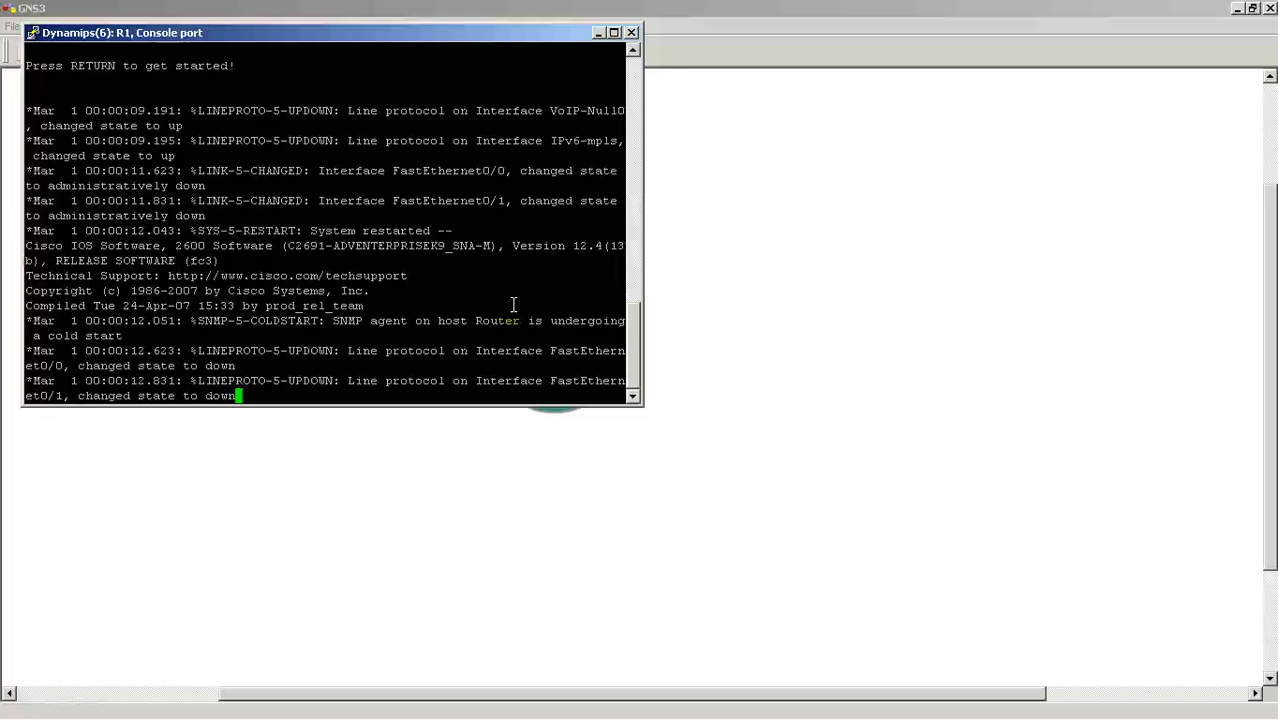 GNS3
File
Dynamips(6): R1, Console port
Press RETURN to get started!
*Mar  1 00:00:09.191: %LINEPROTO-5-UPDOWN: Line protocol on Interface VoIP-Null0
, changed state to up
*Mar  1 00:00:09.195: %LINEPROTO-5-UPDOWN: Line protocol on Interface IPv6-mpls,
 changed state to up
*Mar  1 00:00:11.623: %LINK-5-CHANGED: Interface FastEthernet0/0, changed state
to administratively down
*Mar  1 00:00:11.831: %LINK-5-CHANGED: Interface FastEthernet0/1, changed state
to administratively down
*Mar  1 00:00:12.043: %SYS-5-RESTART: System restarted --
Cisco IOS Software, 2600 Software (C2691-ADVENTERPRISEK9_SNA-M), Version 12.4(13
b), RELEASE SOFTWARE (fc3)
Technical Support: http://www.cisco.com/techsupport
Copyright (c) 1986-2007 by Cisco Systems, Inc.
Compiled Tue 24-Apr-07 15:33 by prod_rel_team
*Mar  1 00:00:12.051: %SNMP-5-COLDSTART: SNMP agent on host Router is undergoing
 a cold start
*Mar  1 00:00:12.623: %LINEPROTO-5-UPDOWN: Line protocol on Interface FastEthern
et0/0, changed state to down
*Mar  1 00:00:12.831: %LINEPROTO-5-UPDOWN: Line protocol on Interface FastEthern
et0/1, changed state to down